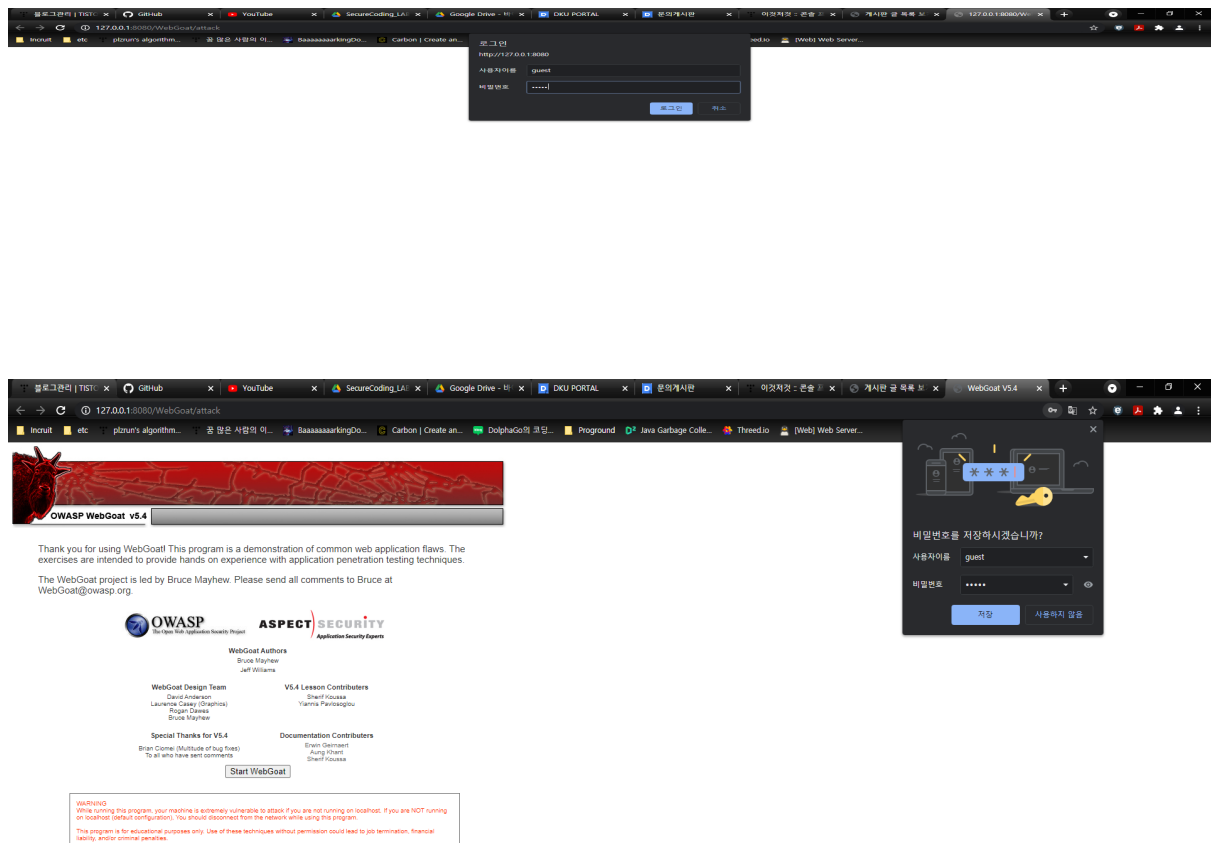 블로그관리 | TISTO
GitHub
YouTube
SecureCoding_LAB
Google Drive - 바
DKU PORTAL
문의게시판
이것저것 :: 콘솔
게시판 글 목록 보
127.0.0.1:8080/We
127.0.0.1:8080/WebGoat/attack
Incruit
etc
plzrun's algorithm...
꿈 많은 사람의 이...
BaaaaaaarkingDo...
Carbon | Create an...
reed.io
[Web] Web Server...
로그인
http://127.0.0.1:8080
사용자이름 guest
비밀번호 •••••
로그인 취소
블로그관리 | TISTO
GitHub
YouTube
SecureCoding_LAB
Google Drive - 바
DKU PORTAL
문의게시판
이것저것 :: 콘솔
게시판 글 목록 보
WebGoat V5.4
127.0.0.1:8080/WebGoat/attack
Incruit
etc
plzrun's algorithm...
꿈 많은 사람의 이...
BaaaaaaarkingDo...
Carbon | Create an...
DolphaGo의 코딩...
Proground
Java Garbage Colle...
Threed.io
[Web] Web Server...
비밀번호를 저장하시겠습니까?
사용자이름 guest
비밀번호 •••••
저장 사용하지 않음
OWASP WebGoat v5.4
Thank you for using WebGoat! This program is a demonstration of common web application flaws. The
exercises are intended to provide hands on experience with application penetration testing techniques.
The WebGoat project is led by Bruce Mayhew. Please send all comments to Bruce at
WebGoat@owasp.org.
OWASP
The Open Web Application Security Project
ASPECT SECURITY
Application Security Experts
WebGoat Authors
Bruce Mayhew
Jeff Williams
WebGoat Design Team
David Anderson
Laurence Casey (Graphics)
Rogan Dawes
Bruce Mayhew
V5.4 Lesson Contributers
Sherif Koussa
Yiannis Pavlosoglou
Special Thanks for V5.4
Brian Ciomei (Multitude of bug fixes)
To all who have sent comments
Documentation Contributers
Erwin Geirnaert
Aung Khant
Sherif Koussa
Start WebGoat
WARNING
While running this program, your machine is extremely vulnerable to attack if you are not running on localhost. If you are NOT running
on localhost (default configuration), You should disconnect from the network while using this program.
This program is for educational purposes only. Use of these techniques without permission could lead to job termination, financial
liability, and/or criminal penalties.